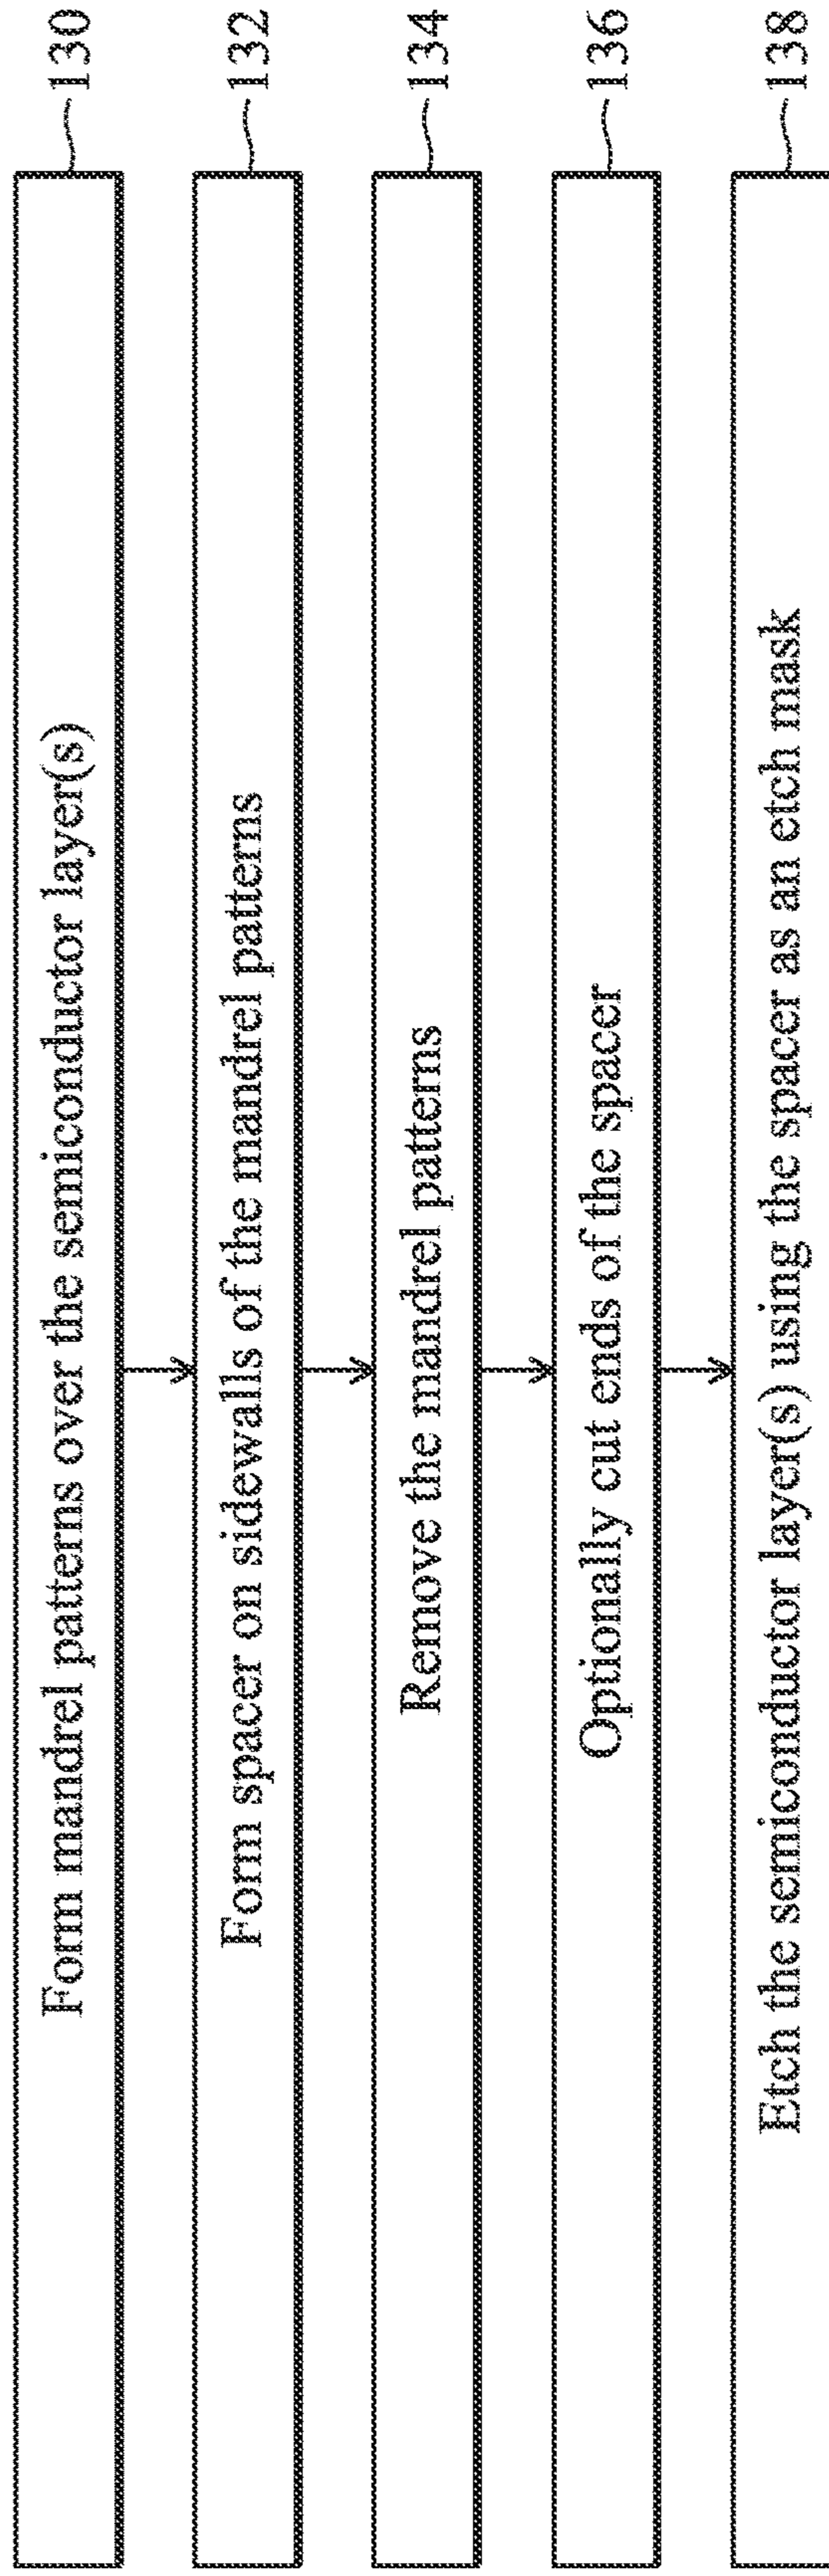 Form mandrel patterns over the semiconductor layer(s) 130
Form spacer on sidewalls of the mandrel patterns 132
Remove the mandrel patterns 134
Optionally cut ends of the spacer 136
Etch the semiconductor layer(s) using the spacer as an etch mask 138